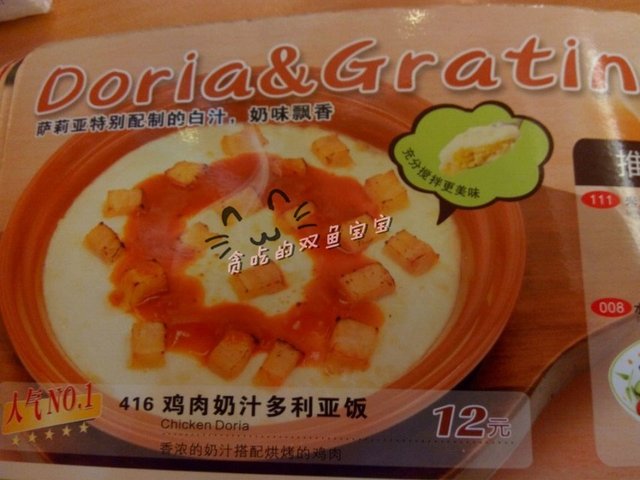 Doria&Gratin
萨莉亚特别配制的白汁，奶味飘香
充分搅拌更美味
推
111
008
贪吃的双鱼宝宝
人气NO.1
416 鸡肉奶汁多利亚饭
Chicken Doria
12元
香浓的奶汁搭配烘烤的鸡肉